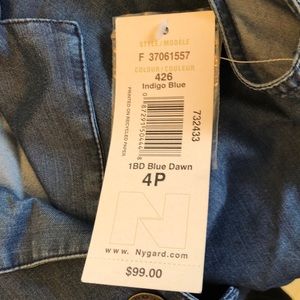 STYLE/MODÈLE
F 37061557
COLOUR/COULEUR
426
Indigo Blue
PRINTED ON
RECYCLED PAPER
732433
1BD Blue Dawn
4P
N
www.Nygard.com
$99.00